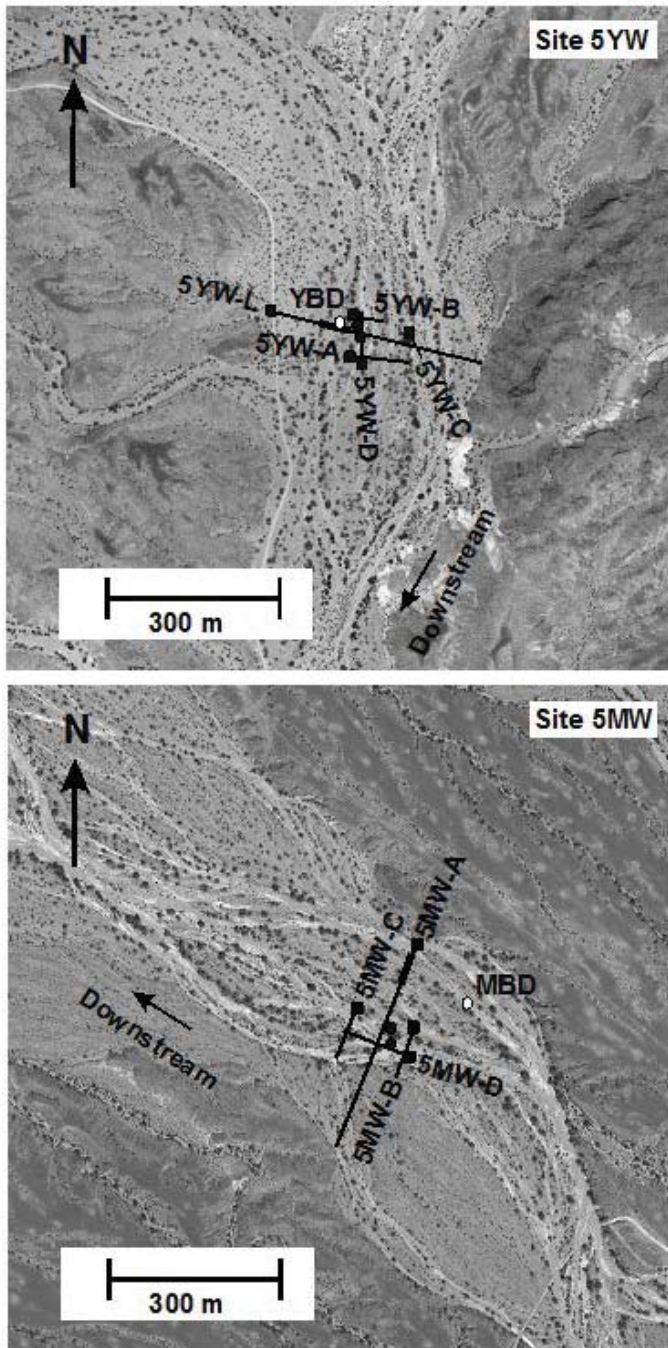 Site 5YW
N
5YW-L
YBD
5YW-B
5YW-A
5YW-C
5YW-D
Downstream
300 m
Site 5MW
N
5MW-A
5MW-C
MBD
Downstream
5MW-D
5MW-B
300 m